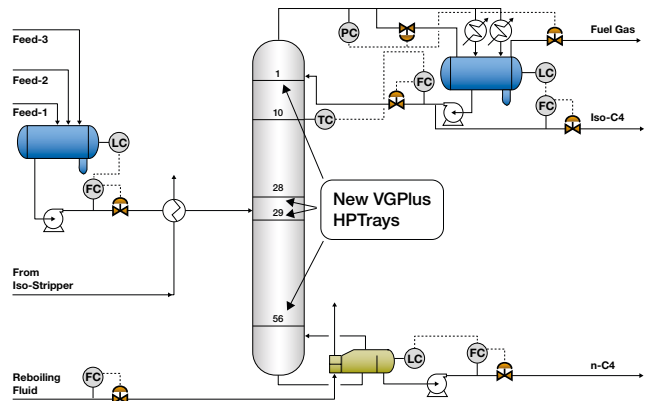 Feed-3
Feed-2
Feed-1
LC
FC
From
Iso-Stripper
Reboiling
Fluid
FC
1
10
28
29
56
TC
New VGPlus
HPTrays
PC
FC
LC
FC
Fuel Gas
Iso-C4
LC
FC
n-C4